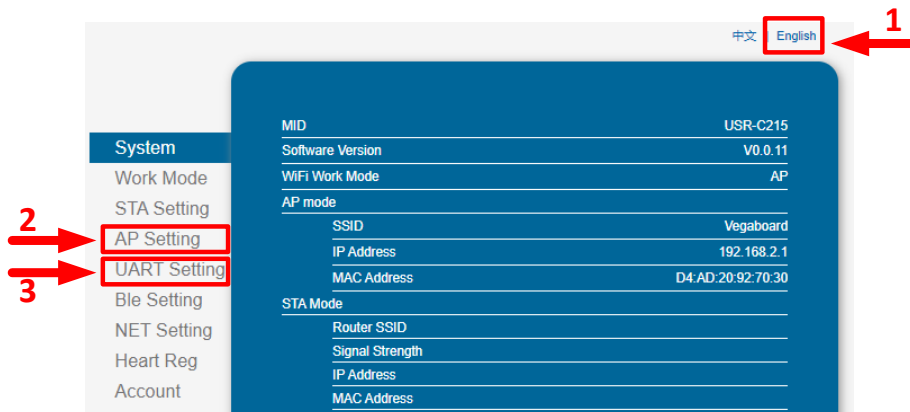 1
中文 | English
MID USR-C215
System
Software Version V0.0.11
Work Mode
WiFi Work Mode AP
STA Setting
AP mode
2
SSID Vegaboard
AP Setting
IP Address 192.168.2.1
3
UART Setting
MAC Address D4:AD:20:92:70:30
Ble Setting
STA Mode
NET Setting
Router SSID
Signal Strength
Heart Reg
IP Address
Account
MAC Address